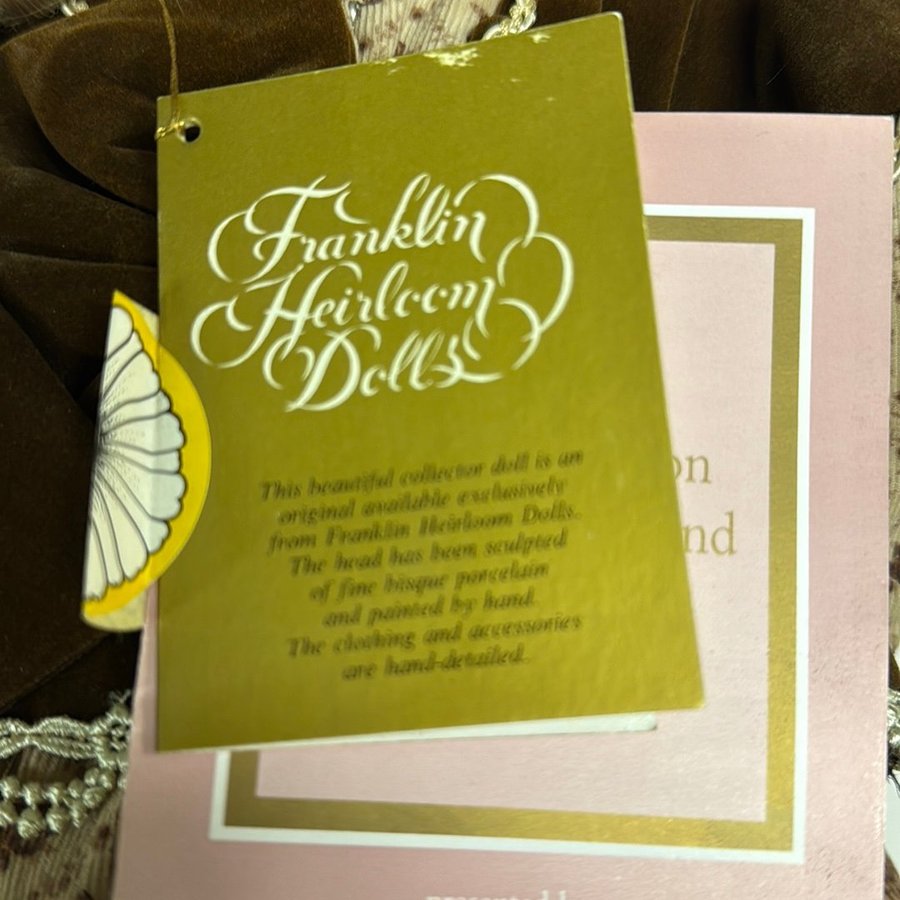 Franklin
Heirloom
Dolls
This beautiful collector doll is an
original available exclusively
from Franklin Heirloom Dolls.
The head has been sculpted
of fine bisque porcelain
and painted by hand.
The clothing and accessories
are hand-detailed.
on
nd